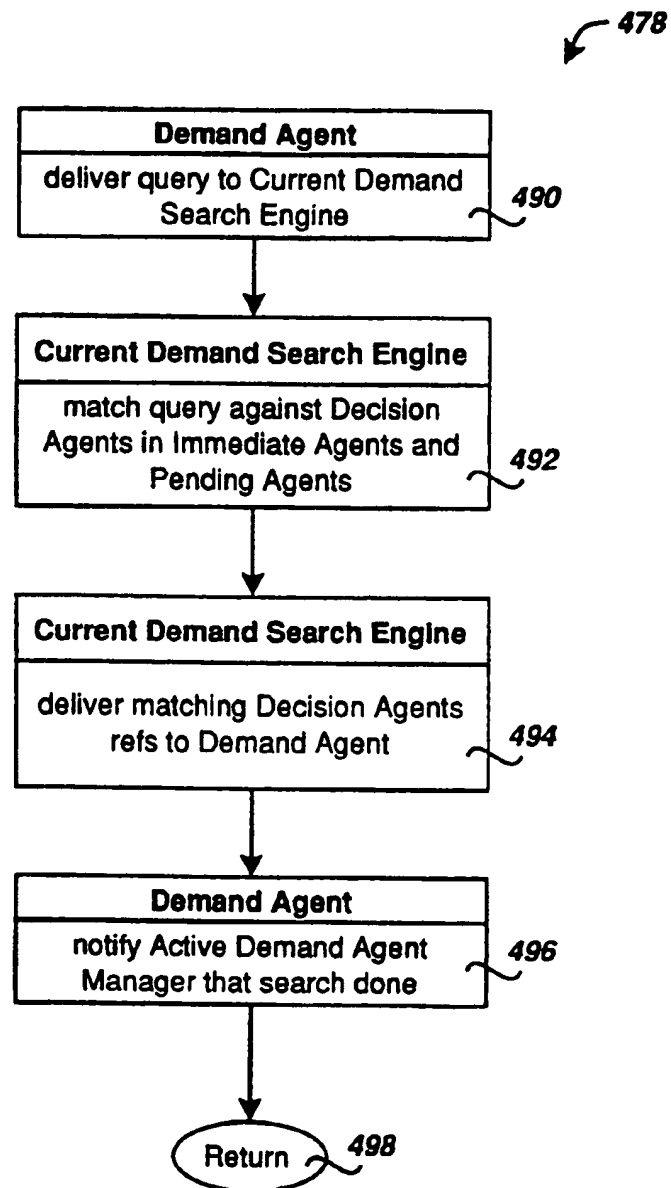 478
Demand Agent
deliver query to Current Demand
Search Engine
490
Current Demand Search Engine
match query against Decision
Agents in Immediate Agents and
Pending Agents
492
Current Demand Search Engine
deliver matching Decision Agents
refs to Demand Agent
494
Demand Agent
notify Active Demand Agent
Manager that search done
496
Return
498